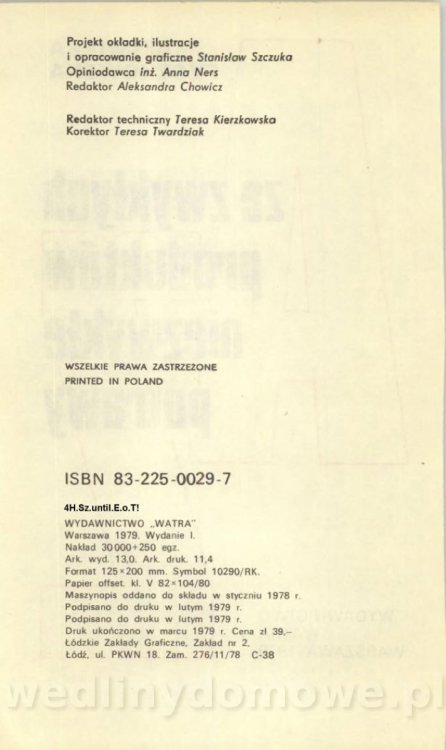 Projekt okładki, ilustracje
i opracowanie graficzne Stanisław Szczuka
Opiniodawca inż. Anna Ners
Redaktor Aleksandra Chowicz
Redaktor techniczny Teresa Kierzkowska
Korektor Teresa Twardziak
ze zwykłych
produktów
niezwykłe
potrawy
WSZELKIE PRAWA ZASTRZEŻONE
PRINTED IN POLAND
ISBN 83-225-0029-7
4H.Sz.until.E.o.T!
WYDAWNICTWO „WATRA"
Warszawa 1979. Wydanie I.
Nakład 30000+250 egz.
Ark. wyd. 13,0. Ark. druk. 11,4
Format 125×200 mm. Symbol 10290/RK.
Papier offset. kl. V 82×104/80
Maszynopis oddano do składu w styczniu 1978 r.
Podpisano do druku w lutym 1979 r.
Podpisano do druku w lutym 1979 r.
Druk ukończono w marcu 1979 r. Cena zł 39,–
Łódzkie Zakłady Graficzne, Zakład nr 2,
Łódź, ul. PKWN 18. Zam. 276/11/78 C-38
wedlinydomowe.pl